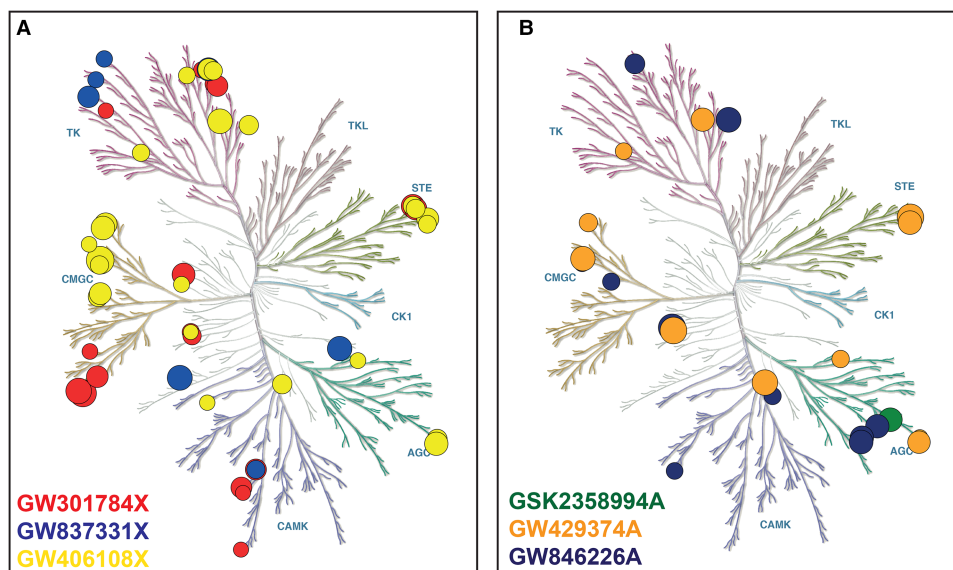 A
TK
TKL
STE
CMGC
CK1
AGC
CAMK
GW301784X
GW837331X
GW406108X
B
TK
TKL
STE
CMGC
CK1
AGC
CAMK
GSK2358994A
GW429374A
GW846226A